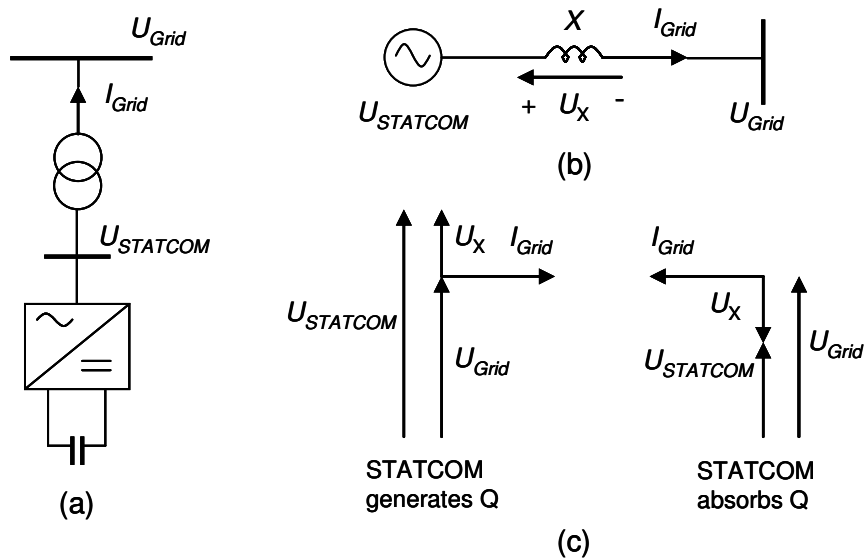 U_Grid
I_Grid
U_STATCOM
(a)
X
I_Grid
+ U_X -
U_STATCOM
U_Grid
(b)
U_X I_Grid
U_STATCOM
U_Grid
STATCOM
generates Q
I_Grid
U_X
U_STATCOM
U_Grid
STATCOM
absorbs Q
(c)